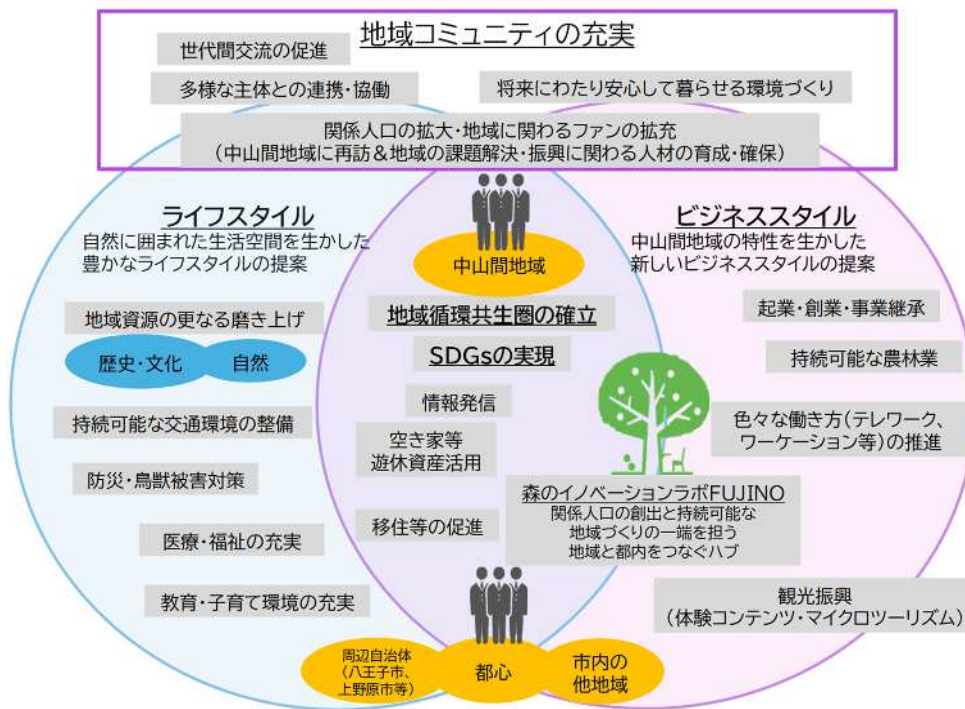 地域コミュニティの充実
世代間交流の促進
多様な主体との連携・協働
将来にわたり安心して暮らせる環境づくり
関係人口の拡大・地域に関わるファンの拡充
(中山間地域に再訪&地域の課題解決・振興に関わる人材の育成・確保)
ライフスタイル
自然に囲まれた生活空間を生かした
豊かなライフスタイルの提案
地域資源の更なる磨き上げ
歴史・文化
自然
持続可能な交通環境の整備
防災・鳥獣被害対策
医療・福祉の充実
教育・子育て環境の充実
中山間地域
地域循環共生圏の確立
SDGsの実現
情報発信
空き家等
遊休資産活用
移住等の促進
ビジネススタイル
中山間地域の特性を生かした
新しいビジネススタイルの提案
起業・創業・事業継承
持続可能な農林業
色々な働き方(テレワーク、
ワーケーション等)の推進
森のイノベーションラボFUJINO
関係人口の創出と持続可能な
地域づくりの一端を担う
地域と都内をつなぐハブ
観光振興
(体験コンテンツ・マイクロツーリズム)
周辺自治体
(八王子市、
上野原市等)
都心
市内の
他地域